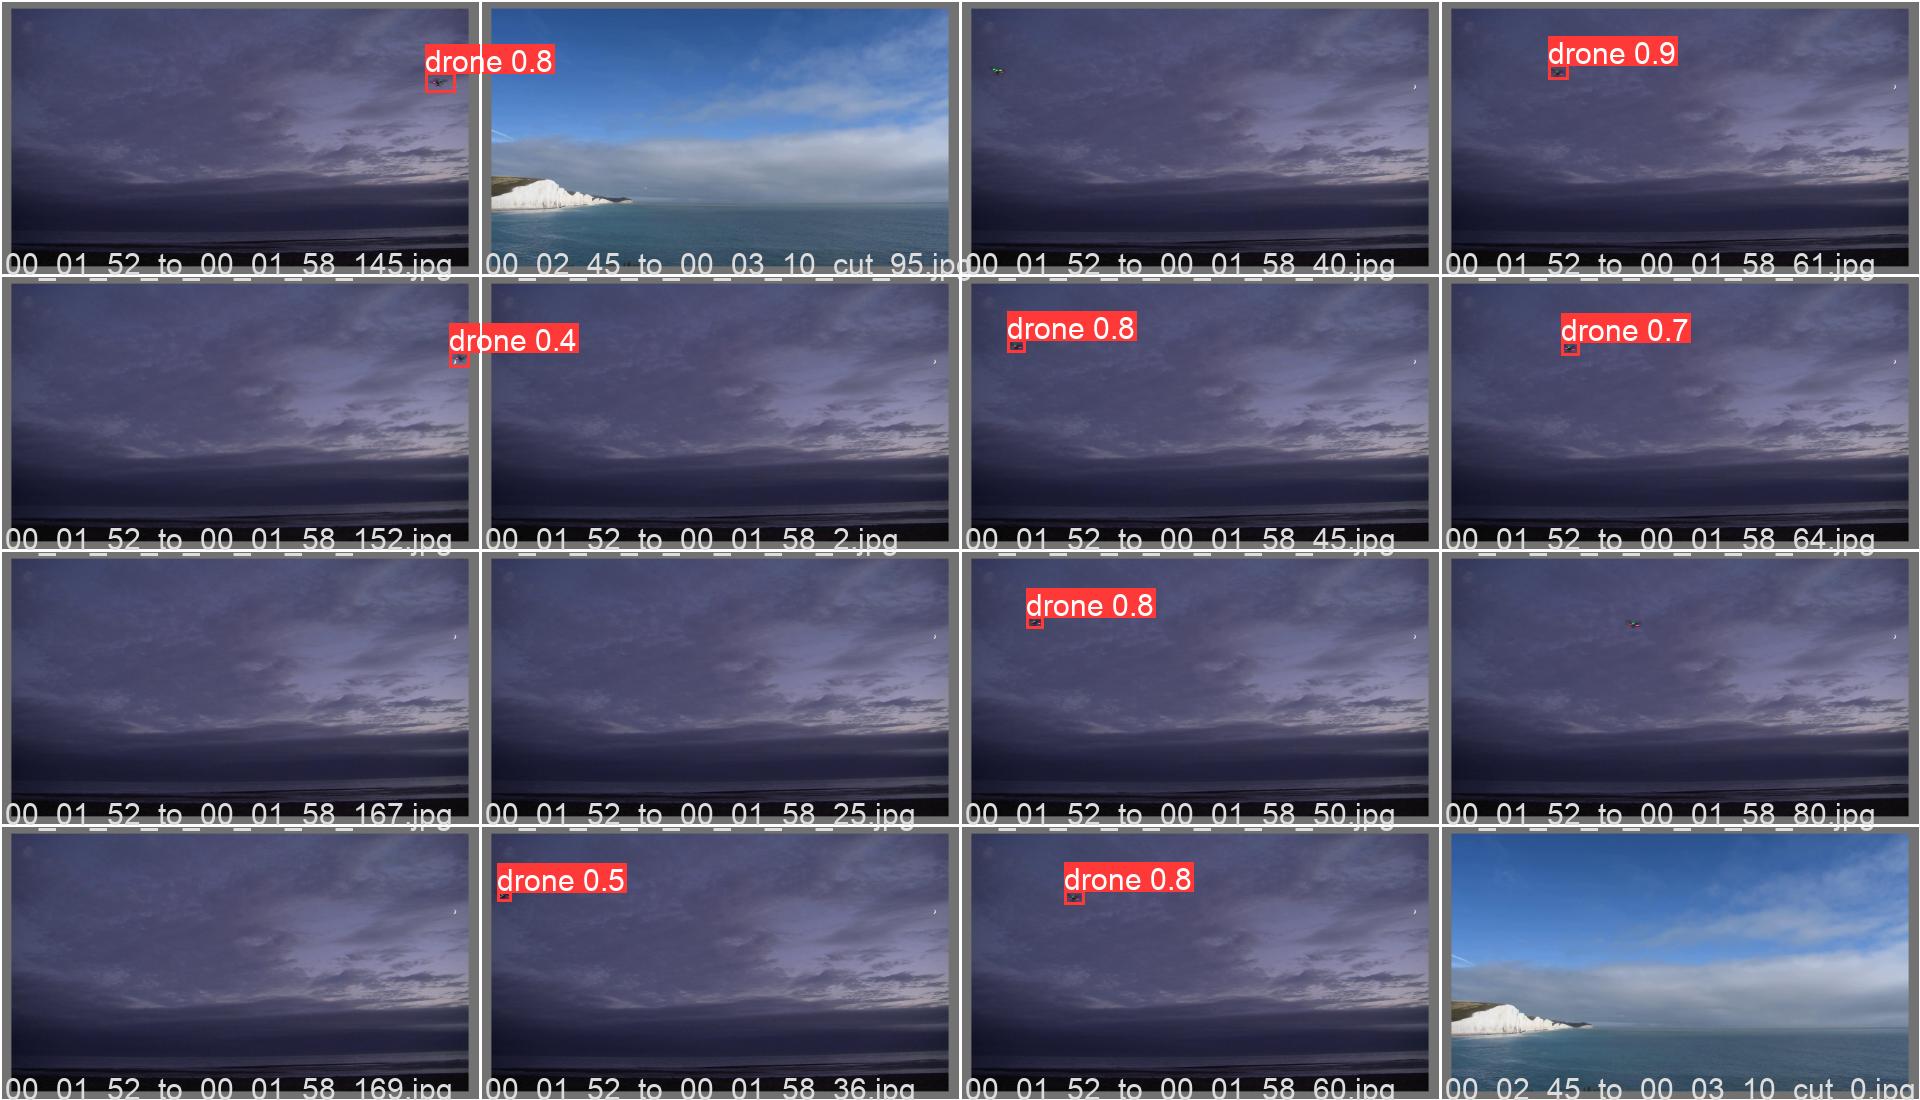 drone 0.8
00_01_52_to_00_01_58_145.jpg
00_02_45_to_00_03_10_cut_95.jpg
00_01_52_to_00_01_58_40.jpg
drone 0.9
00_01_52_to_00_01_58_61.jpg
drone 0.4
00_01_52_to_00_01_58_152.jpg
00_01_52_to_00_01_58_2.jpg
drone 0.8
00_01_52_to_00_01_58_45.jpg
drone 0.7
00_01_52_to_00_01_58_64.jpg
00_01_52_to_00_01_58_167.jpg
00_01_52_to_00_01_58_25.jpg
drone 0.8
00_01_52_to_00_01_58_50.jpg
00_01_52_to_00_01_58_80.jpg
00_01_52_to_00_01_58_169.jpg
drone 0.5
00_01_52_to_00_01_58_36.jpg
drone 0.8
00_01_52_to_00_01_58_60.jpg
00_02_45_to_00_03_10_cut_0.jpg